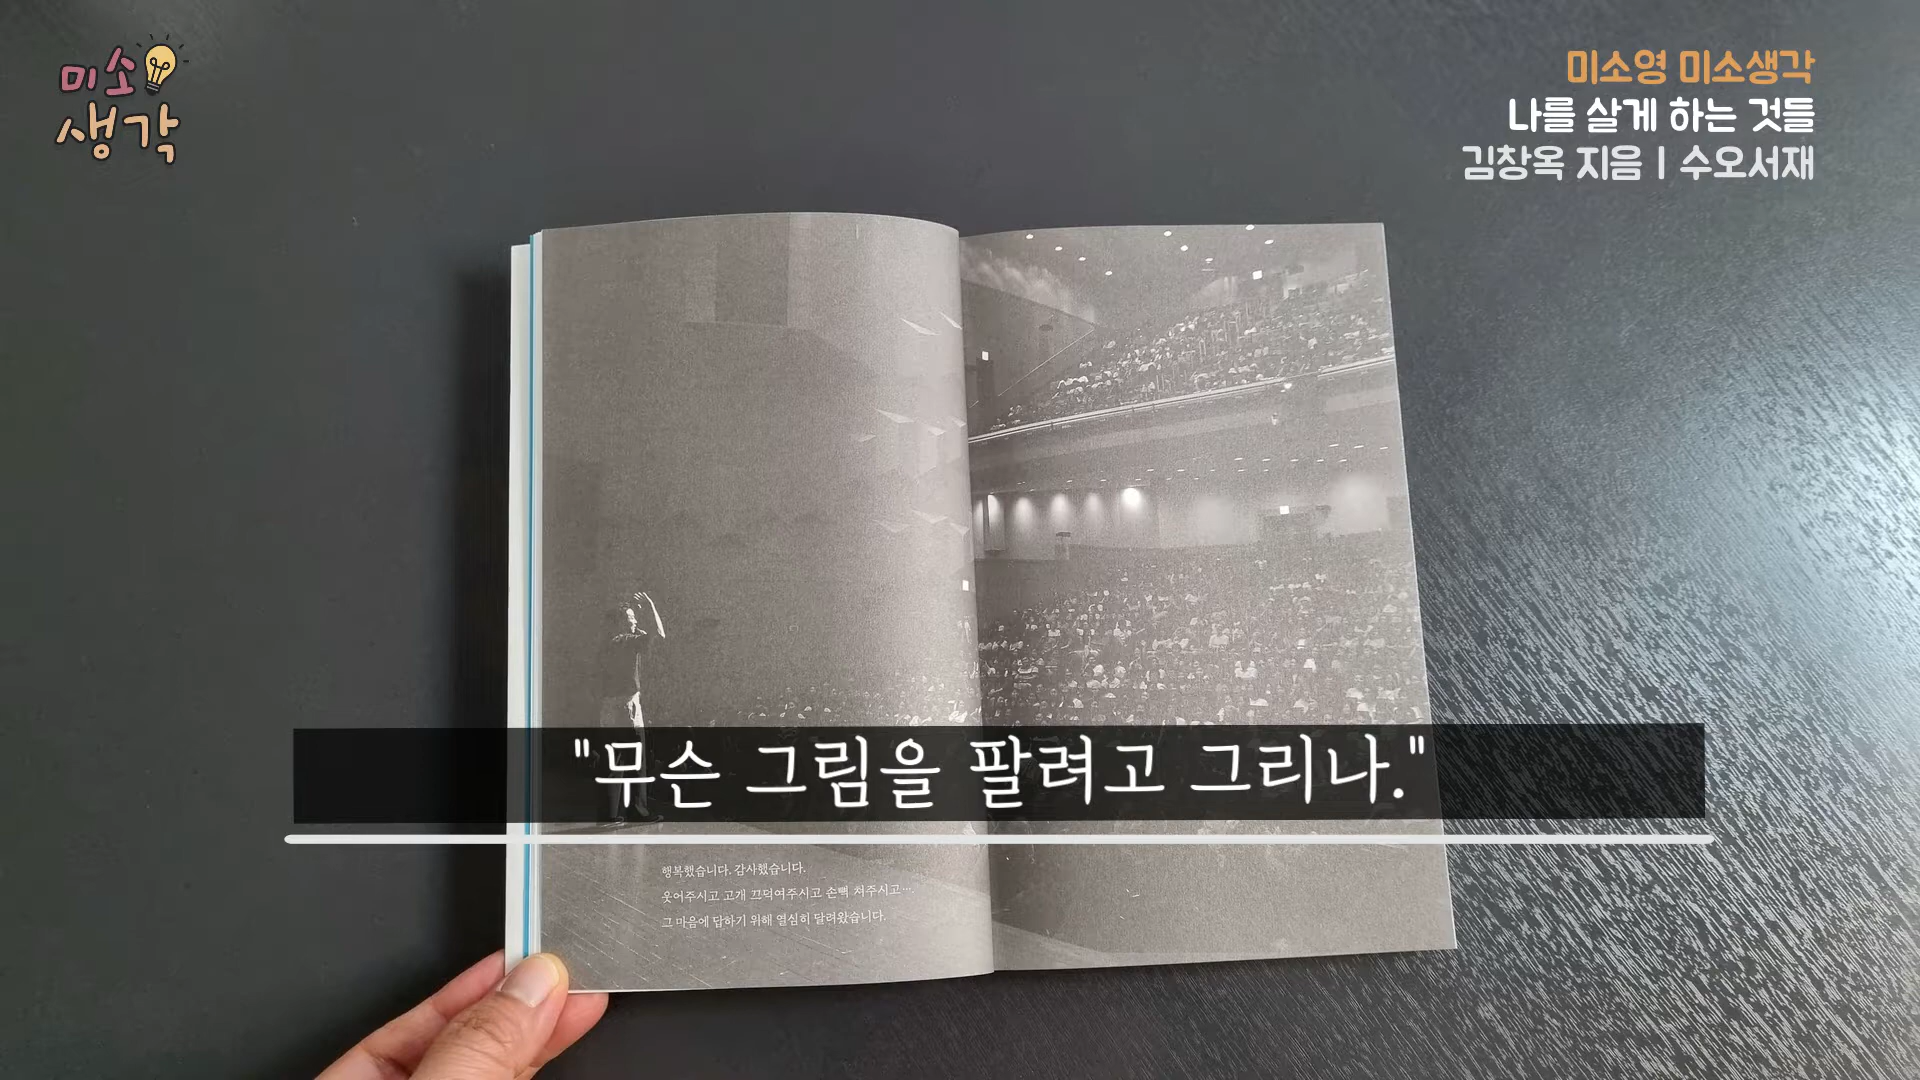 미소
생각
미소영 미소생각
나를 살게 하는 것들
김창옥 지음 | 수오서재
"무슨 그림을 팔려고 그리나."
행복했습니다. 감사했습니다.
웃어주시고 고개 끄덕여주시고 손뼉 쳐주시고….
그 마음에 답하기 위해 열심히 달려왔습니다.